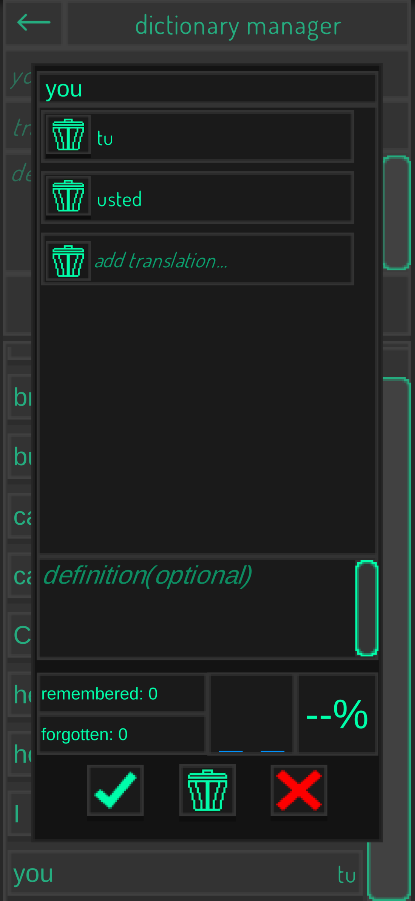 dictionary manager
you
tu
usted
add translation...
definition(optional)
remembered: 0
forgotten: 0
--%
I
you
tu